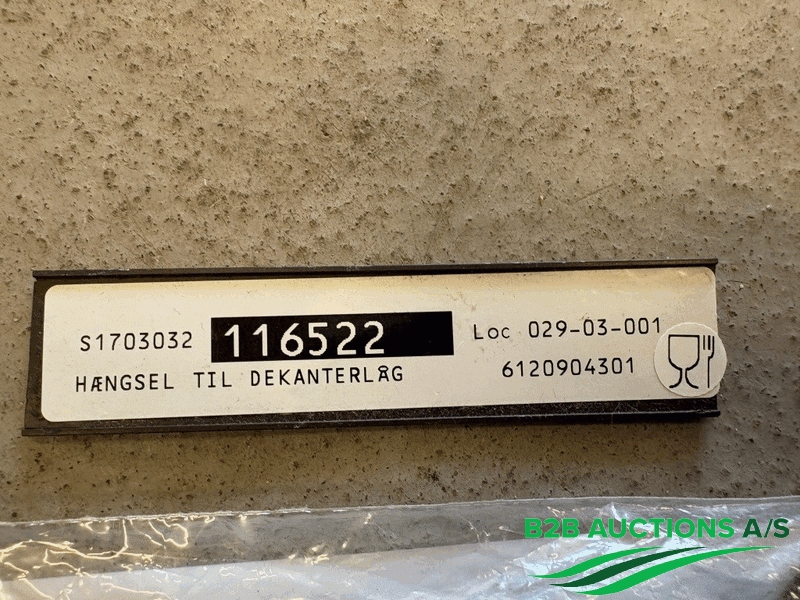 S1703032 116522 Loc 029-03-001
HÆNGSEL TIL DEKANTERLÅG 6120904301
B2B AUCTIONS A/S